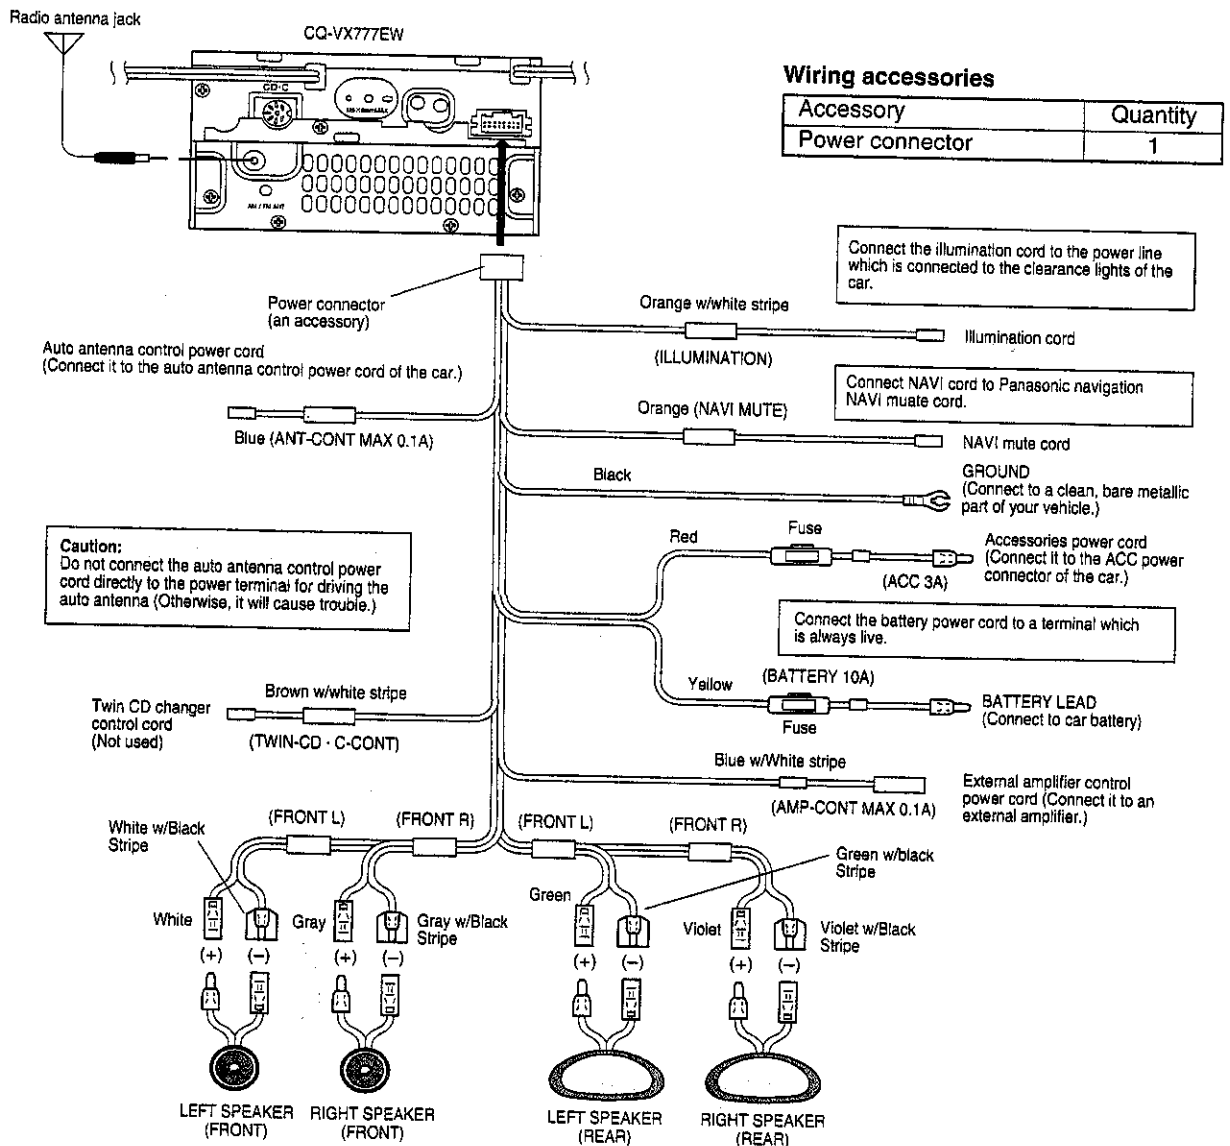 Radio antenna jack
CQ-VX777EW
CD·C
AM / FM ANT
Wiring accessories
Accessory Quantity
Power connector 1
Connect the illumination cord to the power line
which is connected to the clearance lights of the
car.
Power connector
(an accessory)
Orange w/white stripe
(ILLUMINATION)
Illumination cord
Auto antenna control power cord
(Connect it to the auto antenna control power cord of the car.)
Blue (ANT-CONT MAX 0.1A)
Connect NAVI cord to Panasonic navigation
NAVI muate cord.
Orange (NAVI MUTE)
NAVI mute cord
Black
GROUND
(Connect to a clean, bare metallic
part of your vehicle.)
Caution:
Do not connect the auto antenna control power
cord directly to the power terminal for driving the
auto antenna (Otherwise, it will cause trouble.)
Red
Fuse
(ACC 3A)
Accessories power cord
(Connect it to the ACC power
connector of the car.)
Connect the battery power cord to a terminal which
is always live.
Yellow
(BATTERY 10A)
Fuse
BATTERY LEAD
(Connect to car battery)
Twin CD changer
control cord
(Not used)
Brown w/white stripe
(TWIN-CD · C-CONT)
Blue w/White stripe
(AMP-CONT MAX 0.1A)
External amplifier control
power cord (Connect it to an
external amplifier.)
(FRONT L) (FRONT R) (FRONT L) (FRONT R)
White w/Black
Stripe
Green w/black
Stripe
White
Gray
Gray w/Black
Stripe
Green
Violet
Violet w/Black
Stripe
(+) (−) (+) (−) (+) (−) (+) (−)
LEFT SPEAKER
(FRONT)
RIGHT SPEAKER
(FRONT)
LEFT SPEAKER
(REAR)
RIGHT SPEAKER
(REAR)